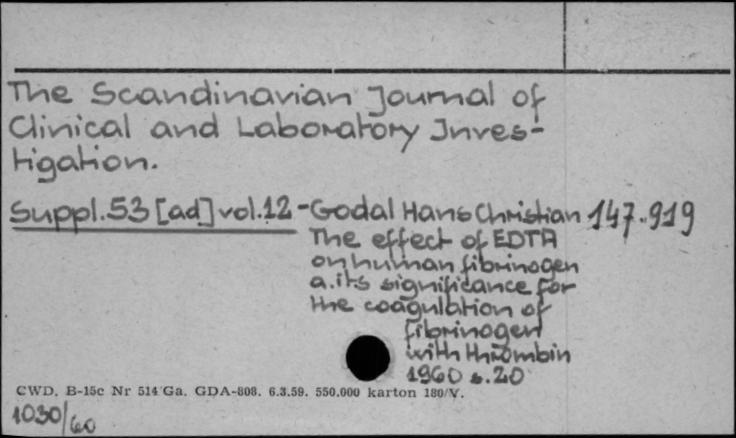 The Scandinavian Journal of
Clinical and Laboratory Inves-
tigation.
Suppl.53 [ad] vol.12 - Godal Hans Christian 147.919
The effect of EDTA
on human fibrinogen
a. its significance for
the coagulation of
fibrinogen
with thrombin
1960 s.20
CWD. B-15c Nr 514 Ga. GDA-808. 6.3.59. 550.000 karton 180/V.
1030/60